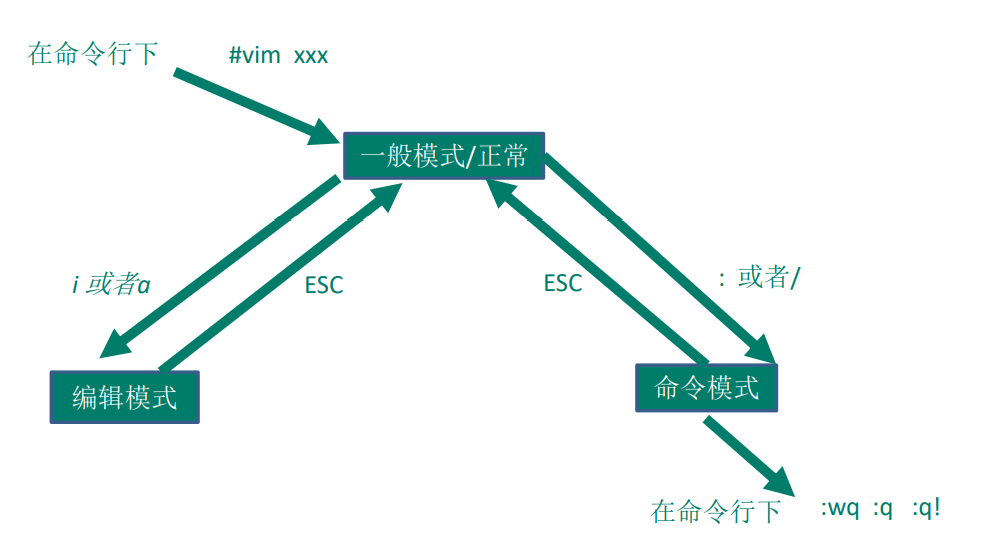 在命令行下 #vim xxx
一般模式/正常
i 或者a
ESC
ESC
: 或者/
编辑模式
命令模式
在命令行下 :wq :q :q!